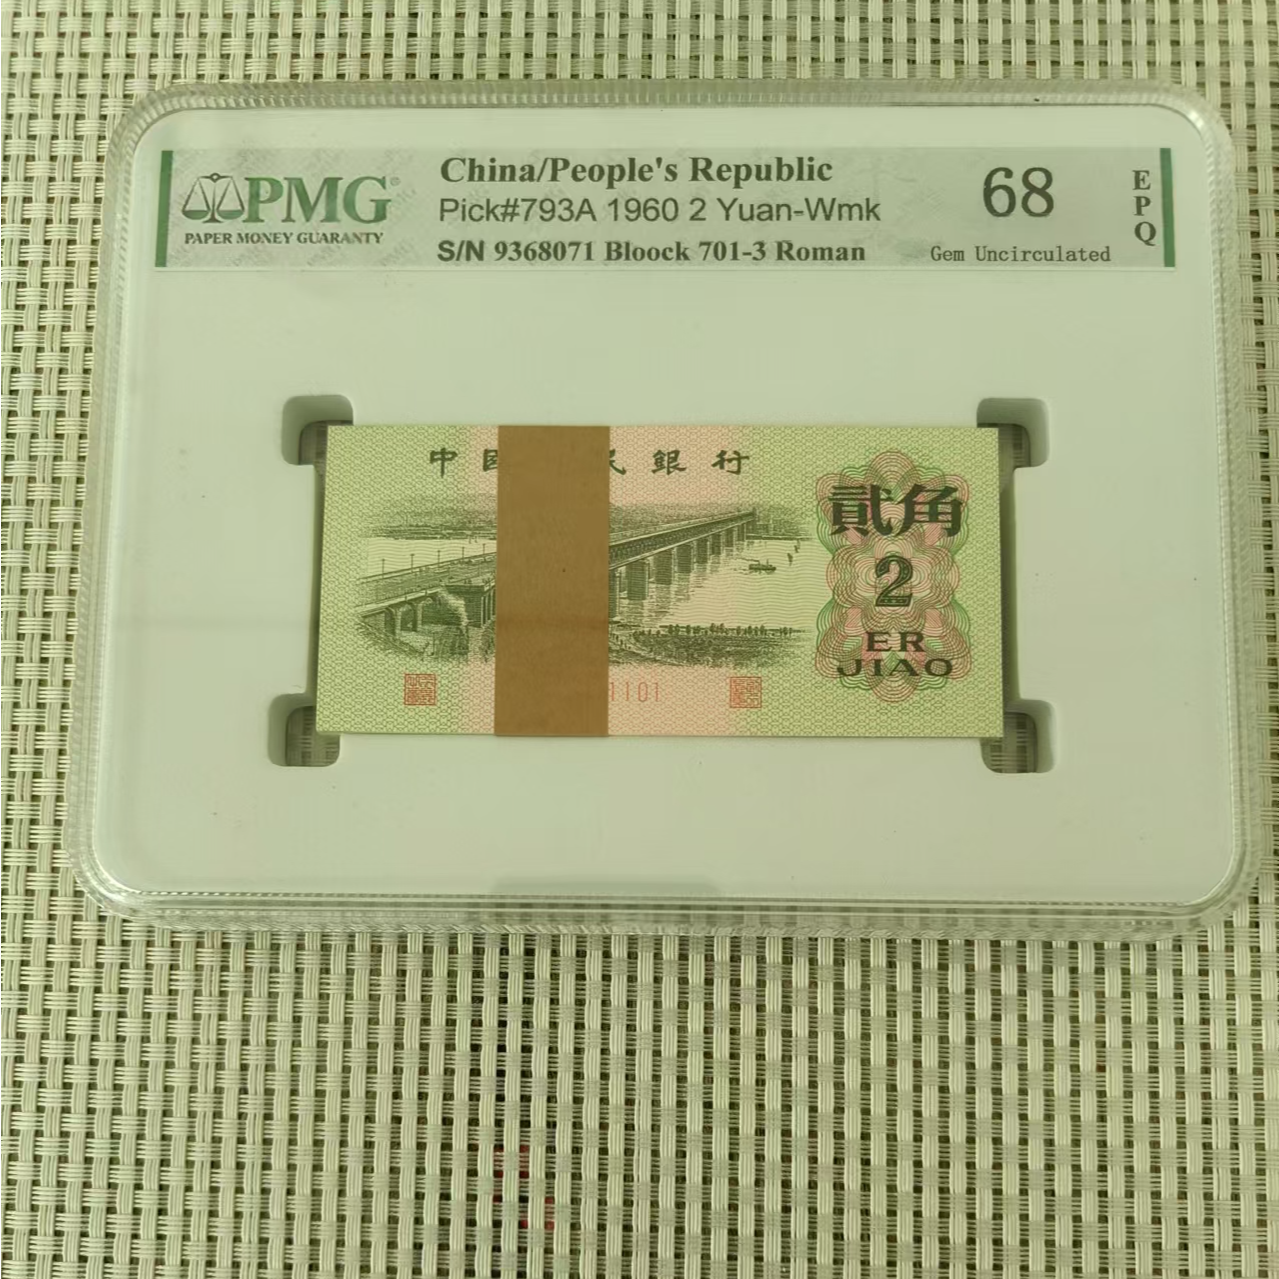 PMG®
PAPER MONEY GUARANTY
China/People's Republic
Pick#793A 1960 2 Yuan-Wmk
S/N 9368071 Bloock 701-3 Roman
68
Gem Uncirculated
EPQ
中國 民銀行
貳角
2
ER
JIAO
1101